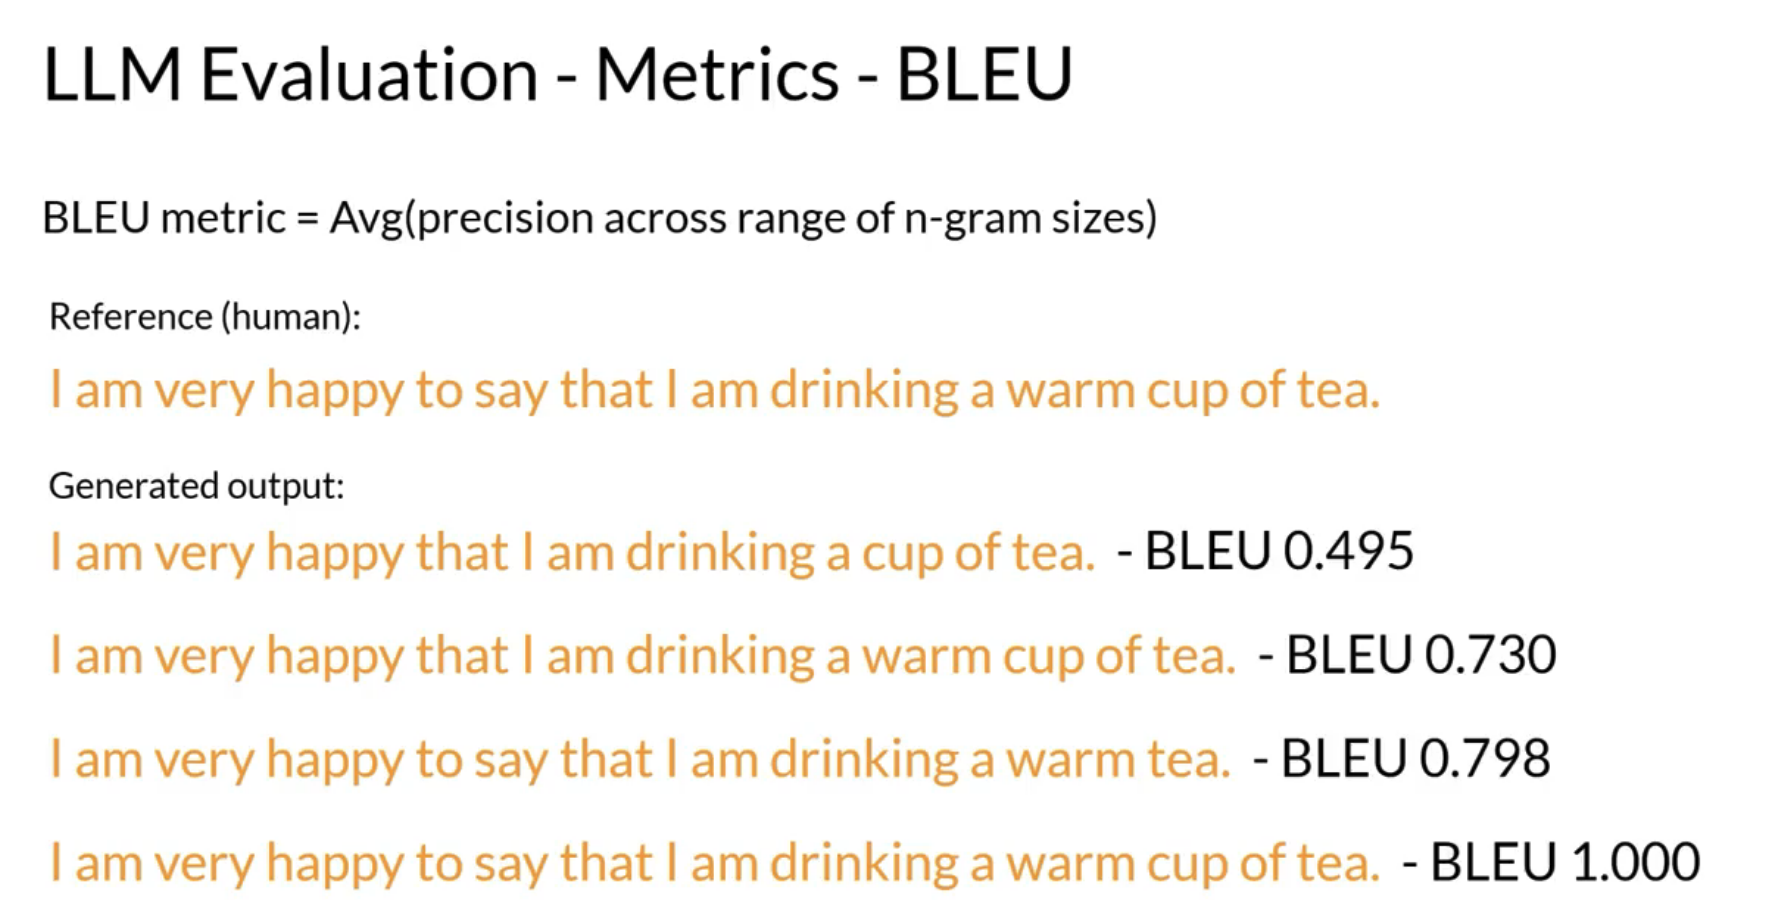 LLM Evaluation - Metrics - BLEU
BLEU metric = Avg(precision across range of n-gram sizes)
Reference (human):
I am very happy to say that I am drinking a warm cup of tea.
Generated output:
I am very happy that I am drinking a cup of tea. - BLEU 0.495
I am very happy that I am drinking a warm cup of tea. - BLEU 0.730
I am very happy to say that I am drinking a warm tea. - BLEU 0.798
I am very happy to say that I am drinking a warm cup of tea. - BLEU 1.000